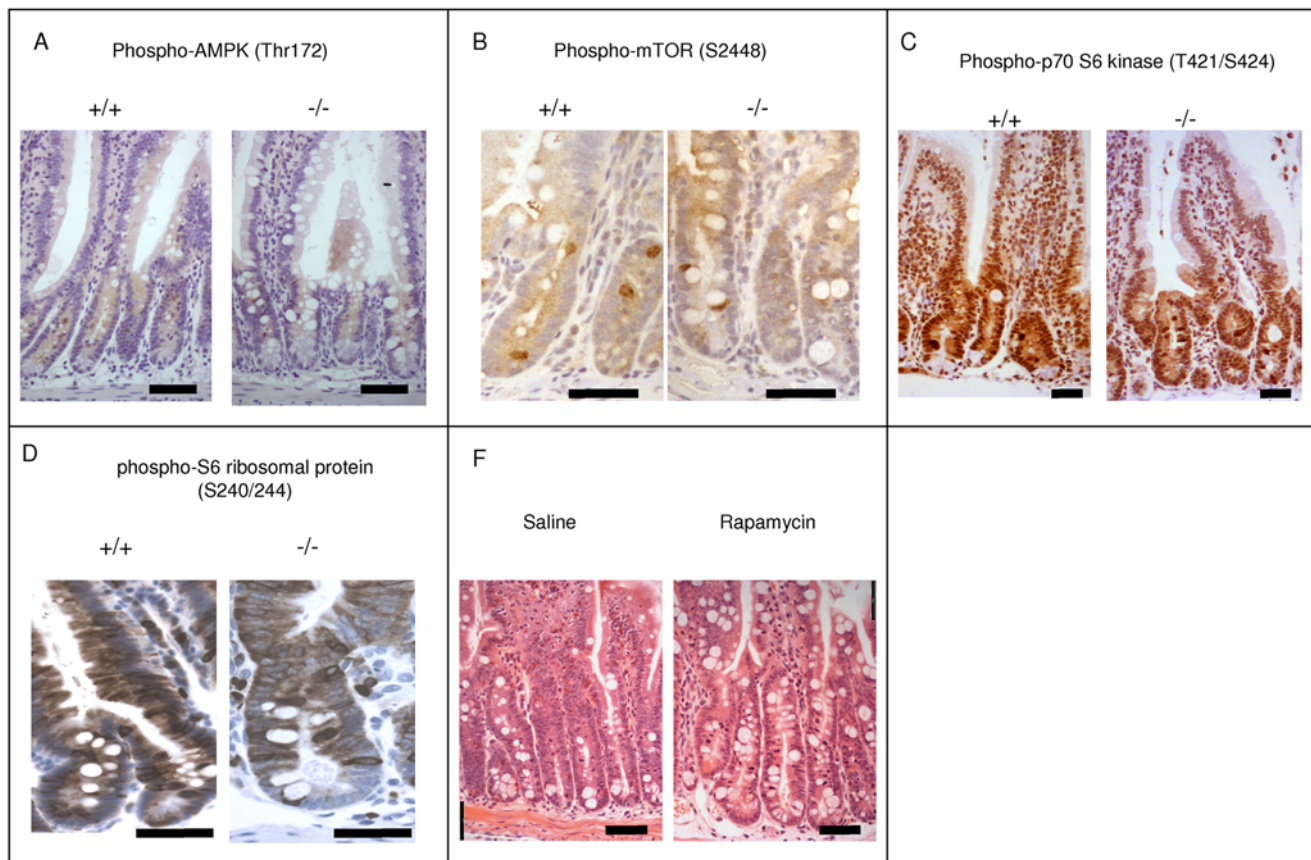 A
Phospho-AMPK (Thr172)
+/+ -/-
B
Phospho-mTOR (S2448)
+/+ -/-
C
Phospho-p70 S6 kinase (T421/S424)
+/+ -/-
D
phospho-S6 ribosomal protein
(S240/244)
+/+ -/-
F
Saline Rapamycin